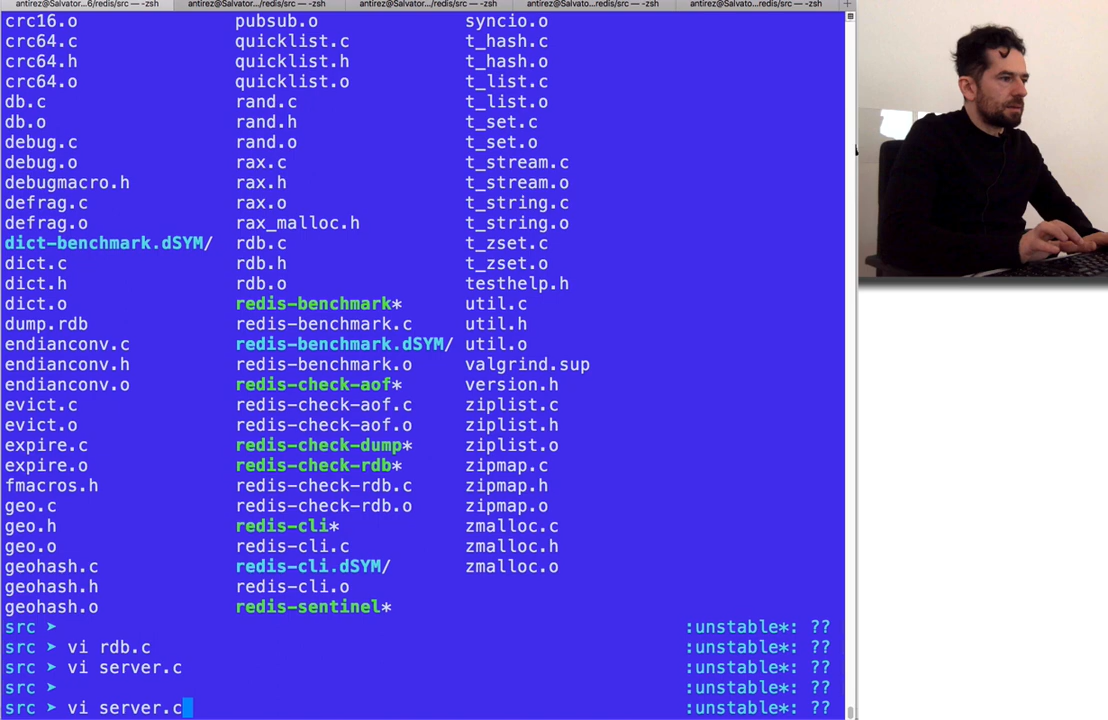 antirez@Salvator...6/redis/src — -zsh antirez@Salvator.../redis/src — -zsh antirez@Salvator.../redis/src — -zsh antirez@Sa...redis/src — -zsh antirez@Sa...redis/src — -zsh +
crc16.o pubsub.o syncio.o
crc64.c quicklist.c t_hash.c
crc64.h quicklist.h t_hash.o
crc64.o quicklist.o t_list.c
db.c rand.c t_list.o
db.o rand.h t_set.c
debug.c rand.o t_set.o
debug.o rax.c t_stream.c
debugmacro.h rax.h t_stream.o
defrag.c rax.o t_string.c
defrag.o rax_malloc.h t_string.o
dict-benchmark.dSYM/ rdb.c t_zset.c
dict.c rdb.h t_zset.o
dict.h rdb.o testhelp.h
dict.o redis-benchmark* util.c
dump.rdb redis-benchmark.c util.h
endianconv.c redis-benchmark.dSYM/ util.o
endianconv.h redis-benchmark.o valgrind.sup
endianconv.o redis-check-aof* version.h
evict.c redis-check-aof.c ziplist.c
evict.o redis-check-aof.o ziplist.h
expire.c redis-check-dump* ziplist.o
expire.o redis-check-rdb* zipmap.c
fmacros.h redis-check-rdb.c zipmap.h
geo.c redis-check-rdb.o zipmap.o
geo.h redis-cli* zmalloc.c
geo.o redis-cli.c zmalloc.h
geohash.c redis-cli.dSYM/ zmalloc.o
geohash.h redis-cli.o
geohash.o redis-sentinel*
src ➤ :unstable*: ??
src ➤ vi rdb.c :unstable*: ??
src ➤ vi server.c :unstable*: ??
src ➤ :unstable*: ??
src ➤ vi server.c :unstable*: ??